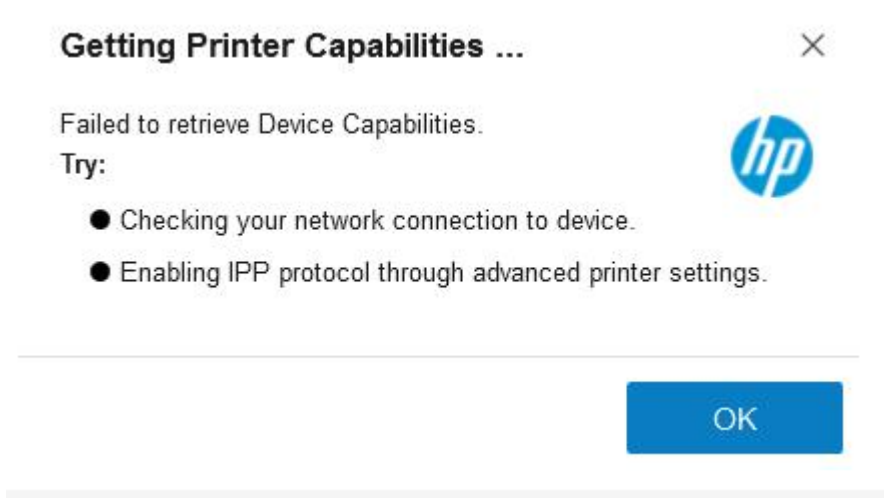 Getting Printer Capabilities ...
Failed to retrieve Device Capabilities.
Try:
● Checking your network connection to device.
● Enabling IPP protocol through advanced printer settings.
hp
OK